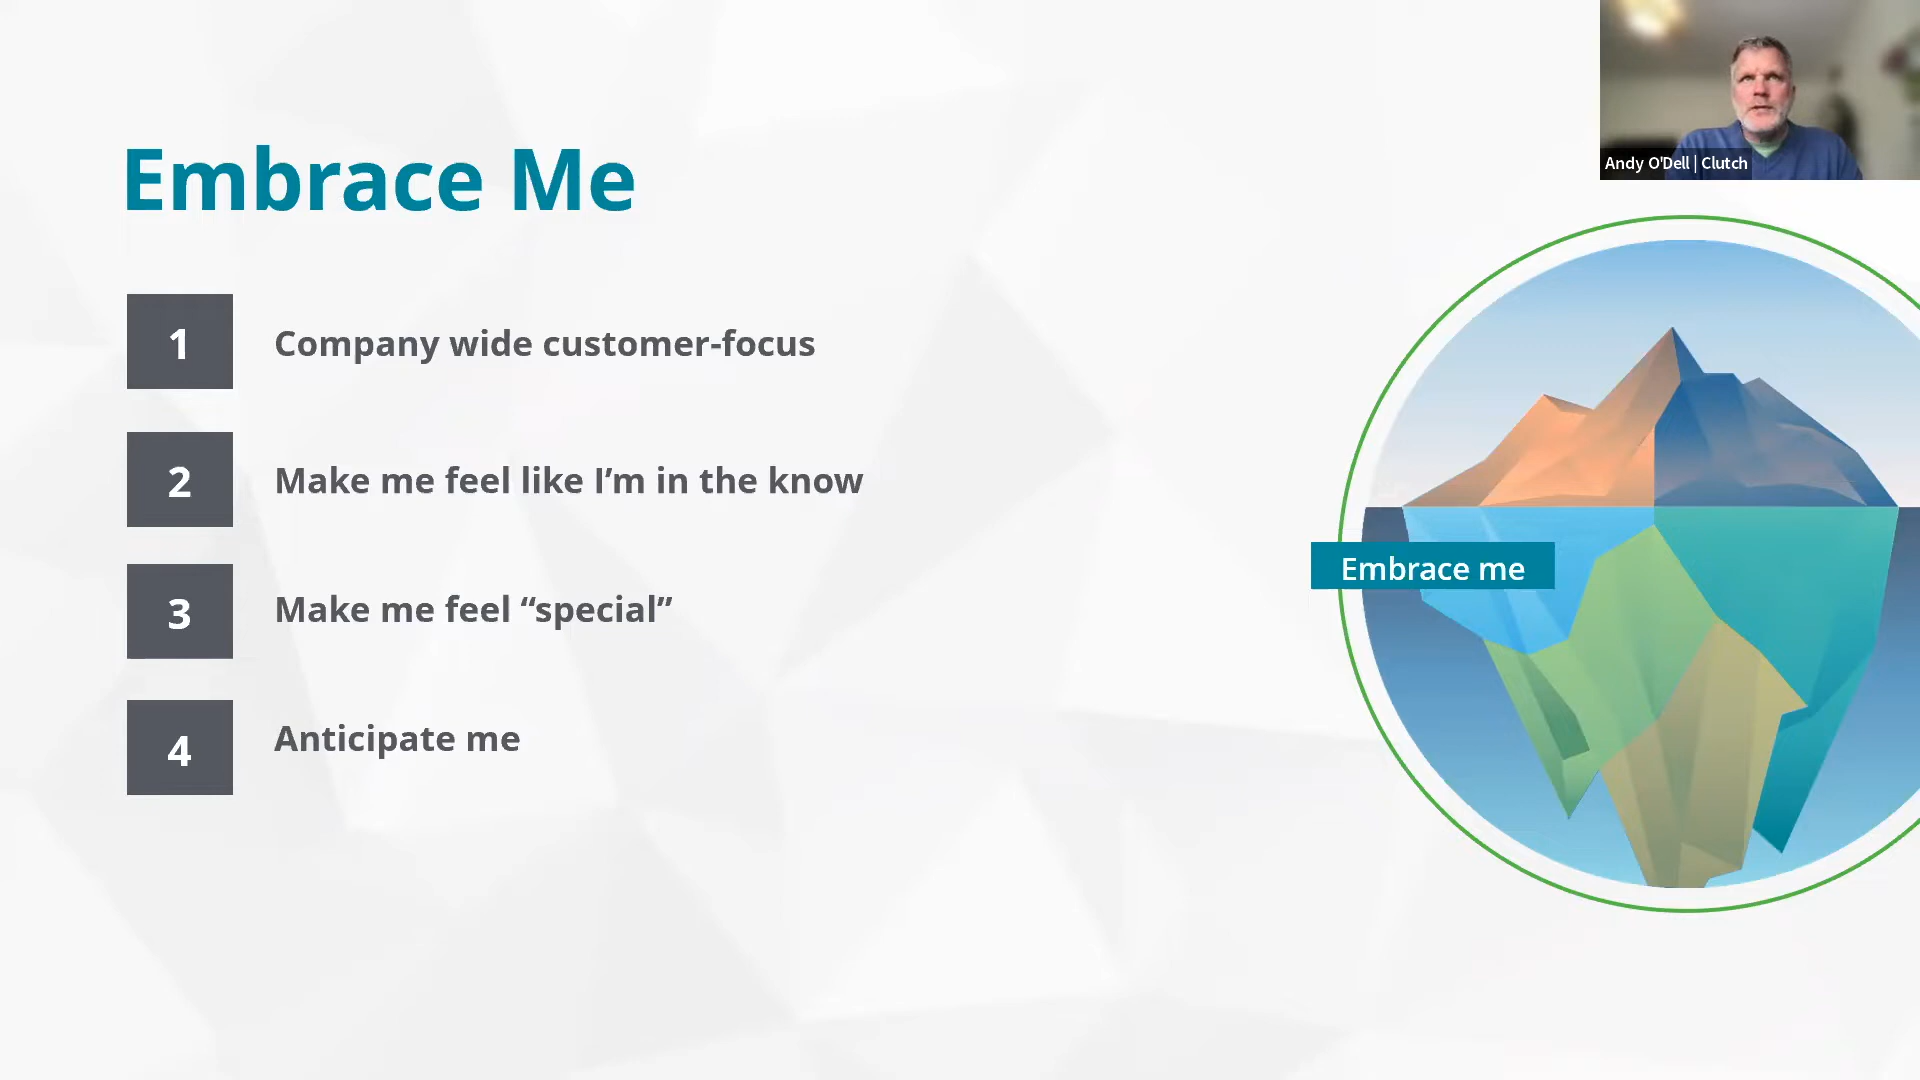 Andy O'Dell | Clutch
Embrace Me
1
Company wide customer-focus
2
Make me feel like I’m in the know
3
Make me feel “special”
4
Anticipate me
Embrace me